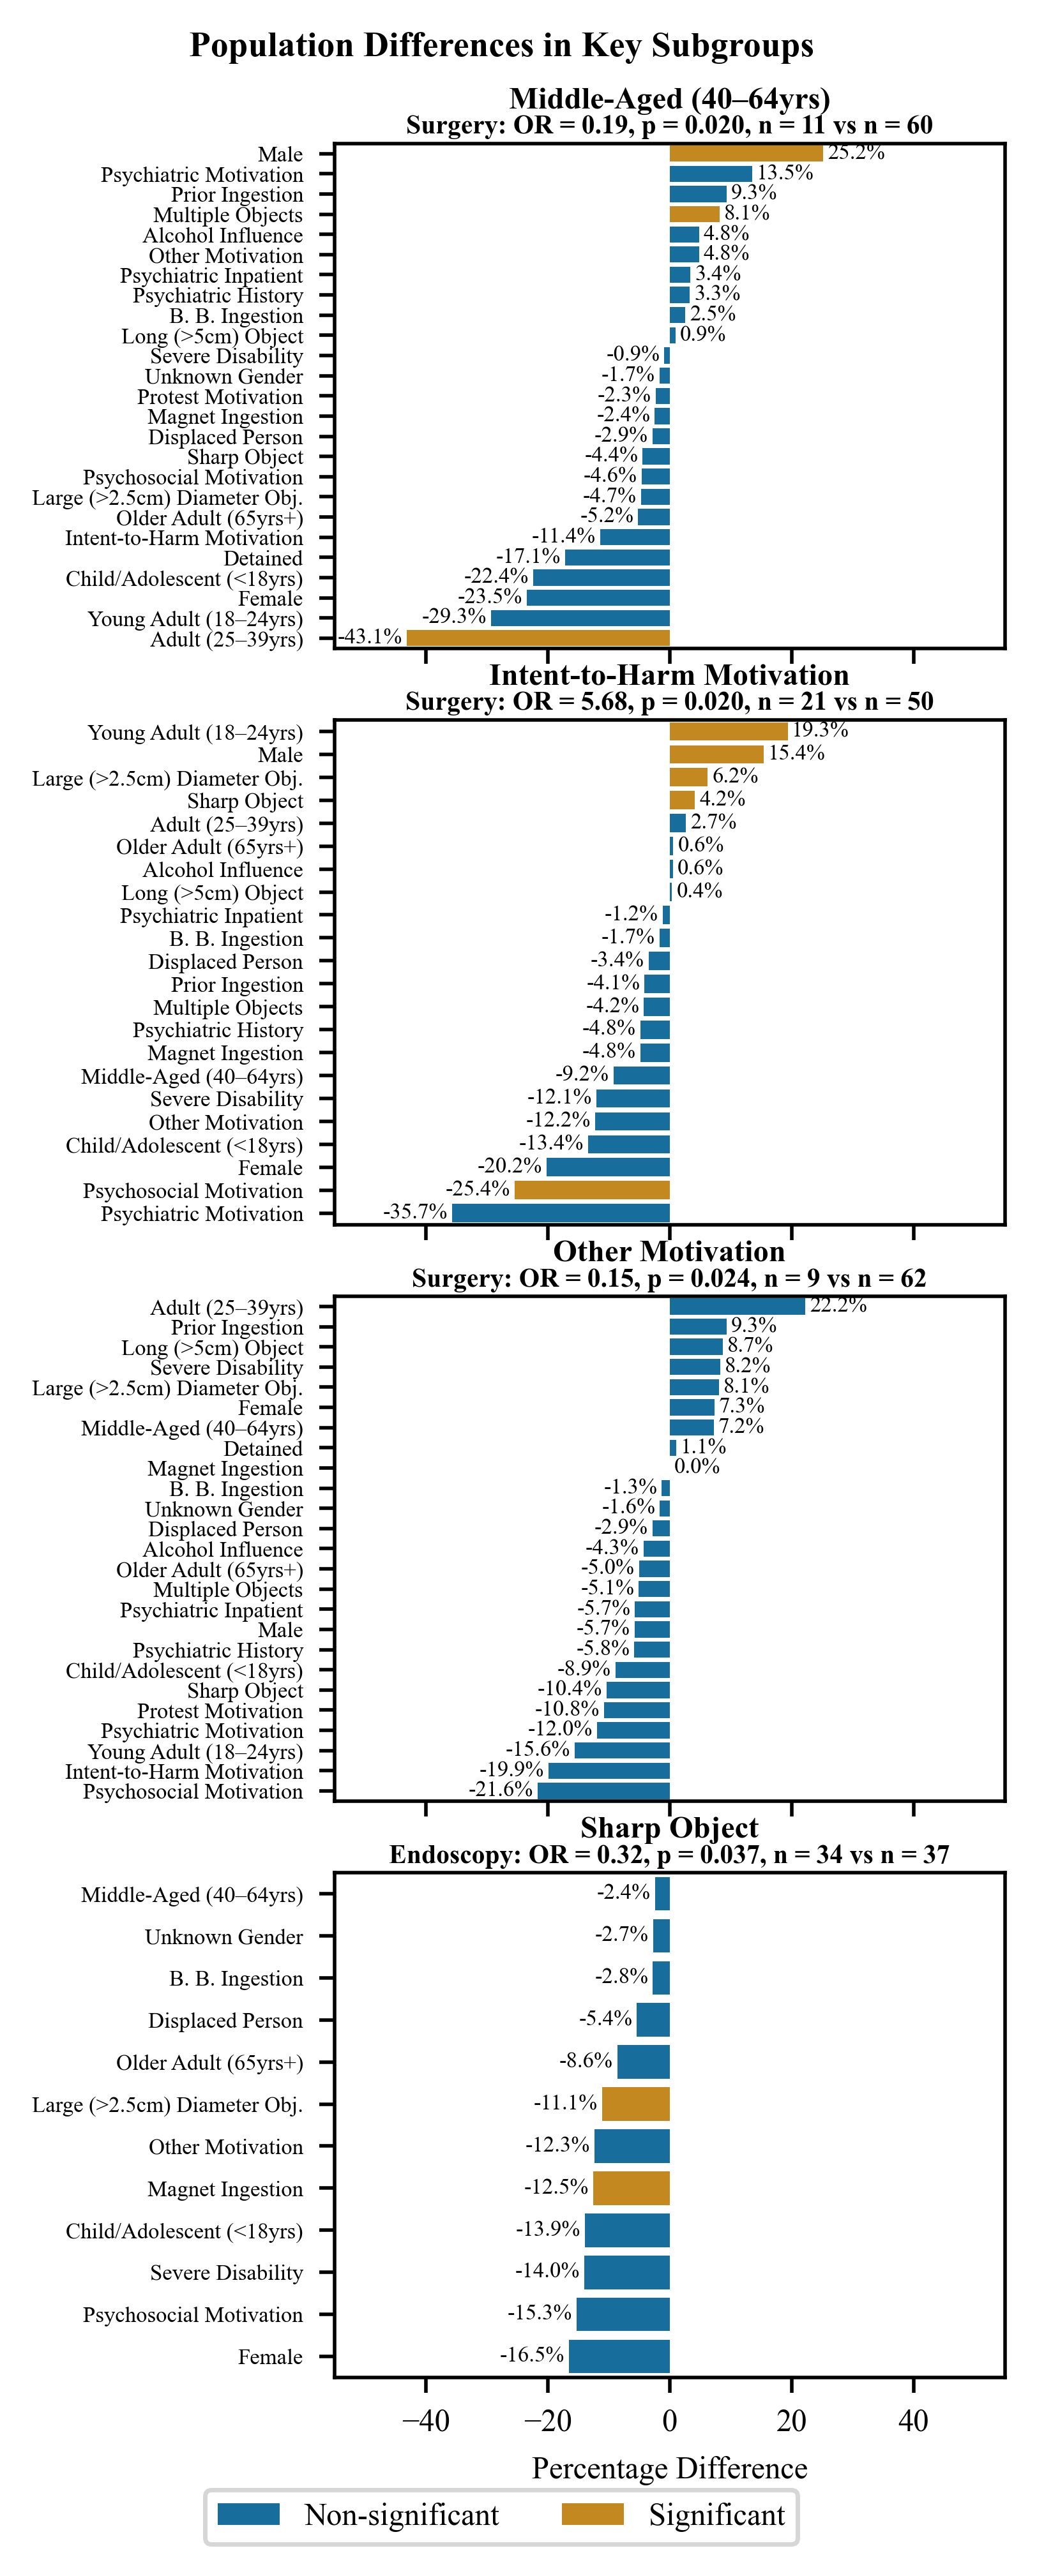 Population Differences in Key Subgroups
Middle-Aged (40–64yrs)
Surgery: OR = 0.19, p = 0.020, n = 11 vs n = 60
Male 25.2%
Psychiatric Motivation 13.5%
Prior Ingestion 9.3%
Multiple Objects 8.1%
Alcohol Influence 4.8%
Other Motivation 4.8%
Psychiatric Inpatient 3.4%
Psychiatric History 3.3%
B. B. Ingestion 2.5%
Long (>5cm) Object 0.9%
Severe Disability -0.9%
Unknown Gender -1.7%
Protest Motivation -2.3%
Magnet Ingestion -2.4%
Displaced Person -2.9%
Sharp Object -4.4%
Psychosocial Motivation -4.6%
Large (>2.5cm) Diameter Obj. -4.7%
Older Adult (65yrs+) -5.2%
Intent-to-Harm Motivation -11.4%
Detained -17.1%
Child/Adolescent (<18yrs) -22.4%
Female -23.5%
Young Adult (18–24yrs) -29.3%
Adult (25–39yrs) -43.1%
Intent-to-Harm Motivation
Surgery: OR = 5.68, p = 0.020, n = 21 vs n = 50
Young Adult (18–24yrs) 19.3%
Male 15.4%
Large (>2.5cm) Diameter Obj. 6.2%
Sharp Object 4.2%
Adult (25–39yrs) 2.7%
Older Adult (65yrs+) 0.6%
Alcohol Influence 0.6%
Long (>5cm) Object 0.4%
Psychiatric Inpatient -1.2%
B. B. Ingestion -1.7%
Displaced Person -3.4%
Prior Ingestion -4.1%
Multiple Objects -4.2%
Psychiatric History -4.8%
Magnet Ingestion -4.8%
Middle-Aged (40–64yrs) -9.2%
Severe Disability -12.1%
Other Motivation -12.2%
Child/Adolescent (<18yrs) -13.4%
Female -20.2%
Psychosocial Motivation -25.4%
Psychiatric Motivation -35.7%
Other Motivation
Surgery: OR = 0.15, p = 0.024, n = 9 vs n = 62
Adult (25–39yrs) 22.2%
Prior Ingestion 9.3%
Long (>5cm) Object 8.7%
Severe Disability 8.2%
Large (>2.5cm) Diameter Obj. 8.1%
Female 7.3%
Middle-Aged (40–64yrs) 7.2%
Detained 1.1%
Magnet Ingestion 0.0%
B. B. Ingestion -1.3%
Unknown Gender -1.6%
Displaced Person -2.9%
Alcohol Influence -4.3%
Older Adult (65yrs+) -5.0%
Multiple Objects -5.1%
Psychiatric Inpatient -5.7%
Male -5.7%
Psychiatric History -5.8%
Child/Adolescent (<18yrs) -8.9%
Sharp Object -10.4%
Protest Motivation -10.8%
Psychiatric Motivation -12.0%
Young Adult (18–24yrs) -15.6%
Intent-to-Harm Motivation -19.9%
Psychosocial Motivation -21.6%
Sharp Object
Endoscopy: OR = 0.32, p = 0.037, n = 34 vs n = 37
Middle-Aged (40–64yrs) -2.4%
Unknown Gender -2.7%
B. B. Ingestion -2.8%
Displaced Person -5.4%
Older Adult (65yrs+) -8.6%
Large (>2.5cm) Diameter Obj. -11.1%
Other Motivation -12.3%
Magnet Ingestion -12.5%
Child/Adolescent (<18yrs) -13.9%
Severe Disability -14.0%
Psychosocial Motivation -15.3%
Female -16.5%
−40 −20 0 20 40
Percentage Difference
Non-significant Significant